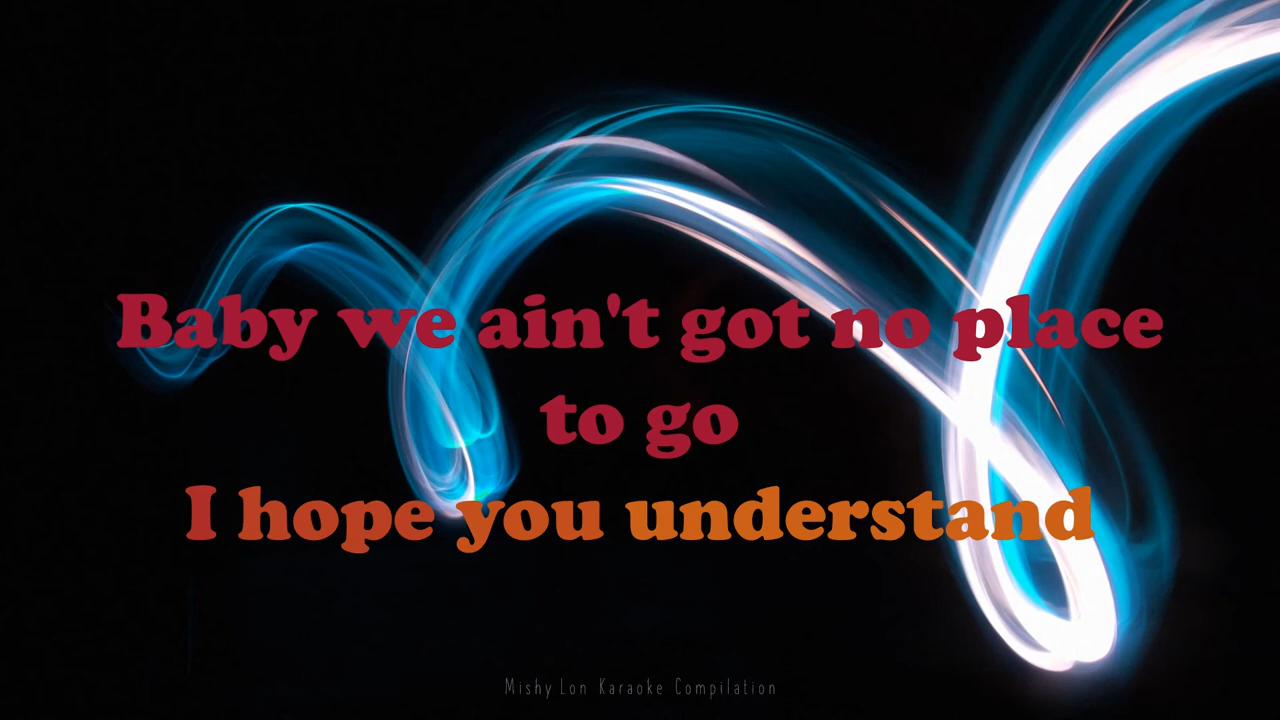 Baby we ain't got no place
to go
I hope you understand
Mishy Lon Karaoke Compilation